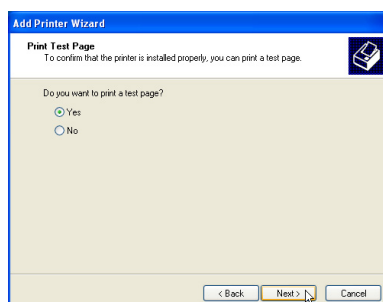 Add Printer Wizard
Print Test Page
To confirm that the printer is installed properly, you can print a test page.
Do you want to print a test page?
Yes
No
< Back Next > Cancel